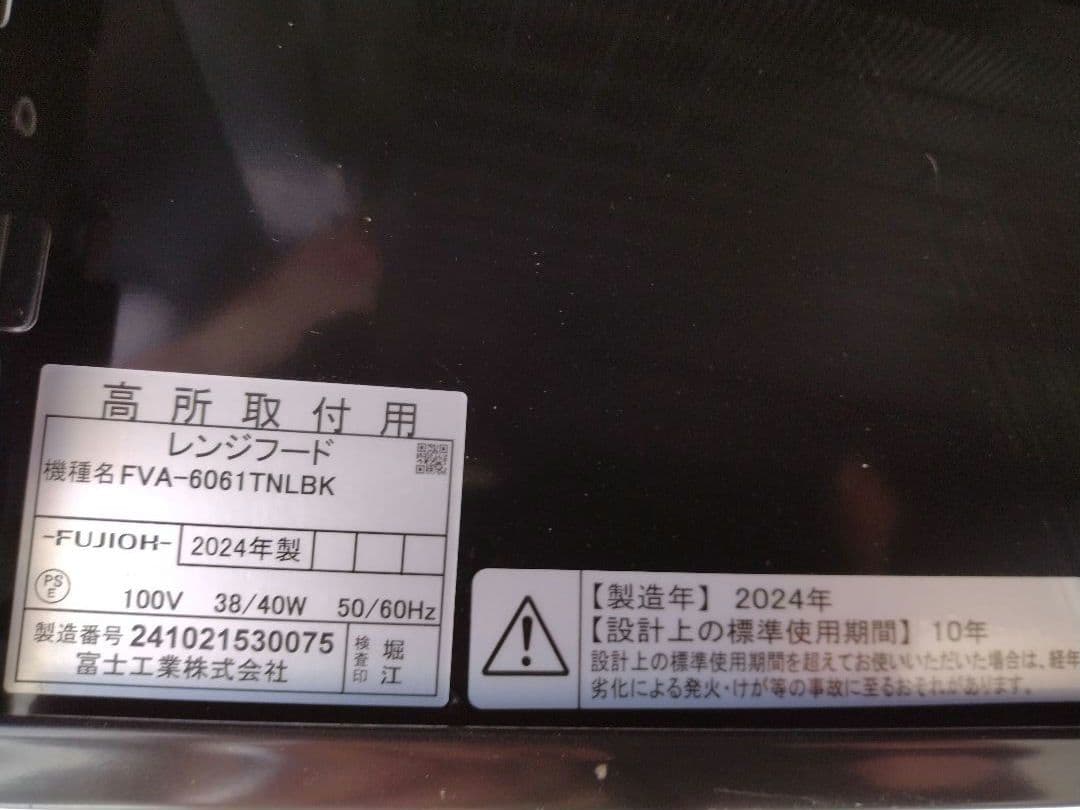 高所取付用
レンジフード
機種名 FVA-6061TNLBK
-FUJIOH- 2024年製
PSE 100V 38/40W 50/60Hz
製造番号 241021530075
富士工業株式会社
検査印 堀江
【製造年】 2024年
【設計上の標準使用期間】 10年
設計上の標準使用期間を超えてお使いいただいた場合は、経年
劣化による発火・けが等の事故に至るおそれがあります。